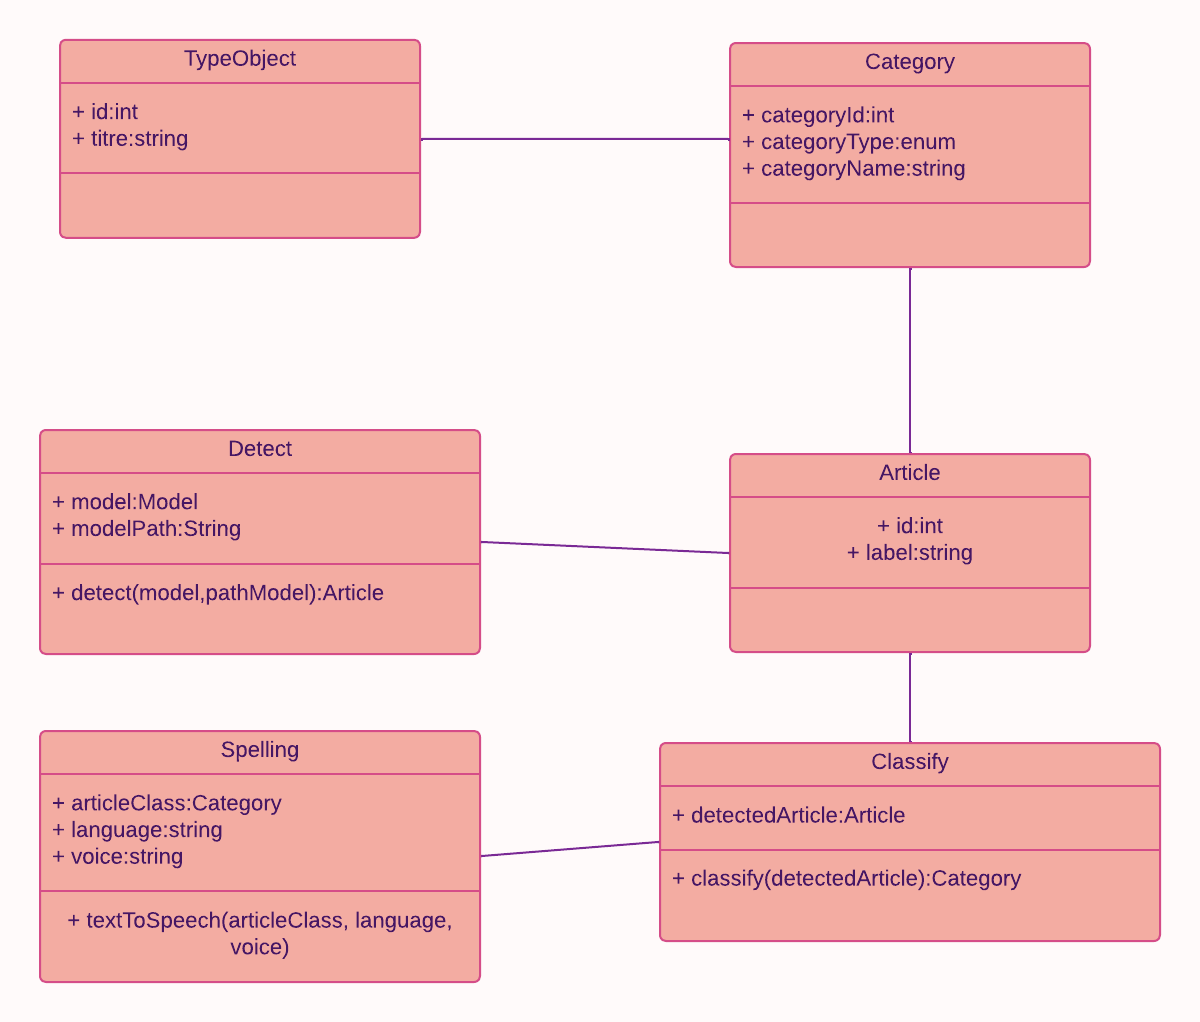 TypeObject
+ id:int
+ titre:string
Category
+ categoryId:int
+ categoryType:enum
+ categoryName:string
Detect
+ model:Model
+ modelPath:String
+ detect(model,pathModel):Article
Article
+ id:int
+ label:string
Spelling
+ articleClass:Category
+ language:string
+ voice:string
+ textToSpeech(articleClass, language,
voice)
Classify
+ detectedArticle:Article
+ classify(detectedArticle):Category